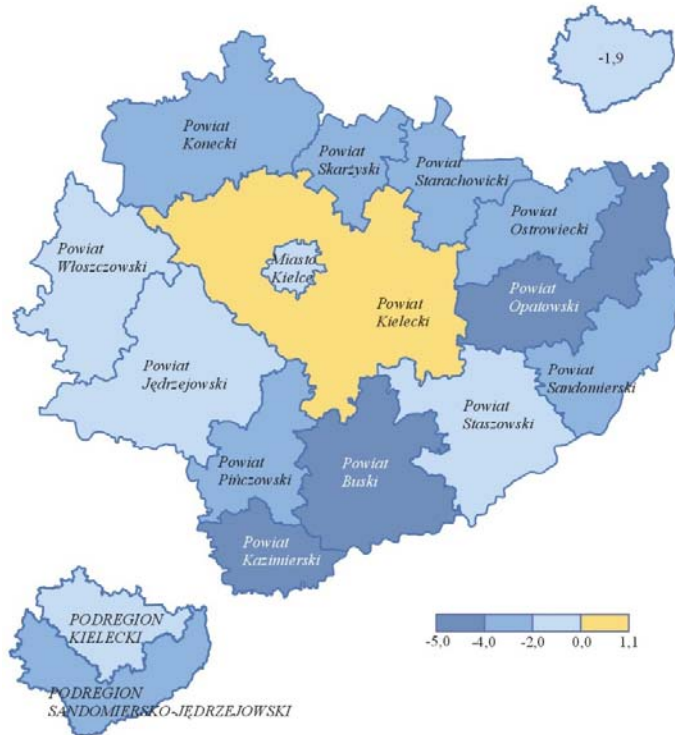 -1,9
Powiat
Konecki
Powiat
Skarżyski
Powiat
Starachowicki
Powiat
Ostrowiecki
Powiat
Włoszczowski
Miasto
Kielce
Powiat
Opatowski
Powiat
Kielecki
Powiat
Jędrzejowski
Powiat
Sandomierski
Powiat
Staszowski
Powiat
Pińczowski
Powiat
Buski
Powiat
Kazimierski
PODREGION
KIELECKI
PODREGION
SANDOMIERSKO-JĘDRZEJOWSKI
-5,0 -4,0 -2,0 0,0 1,1